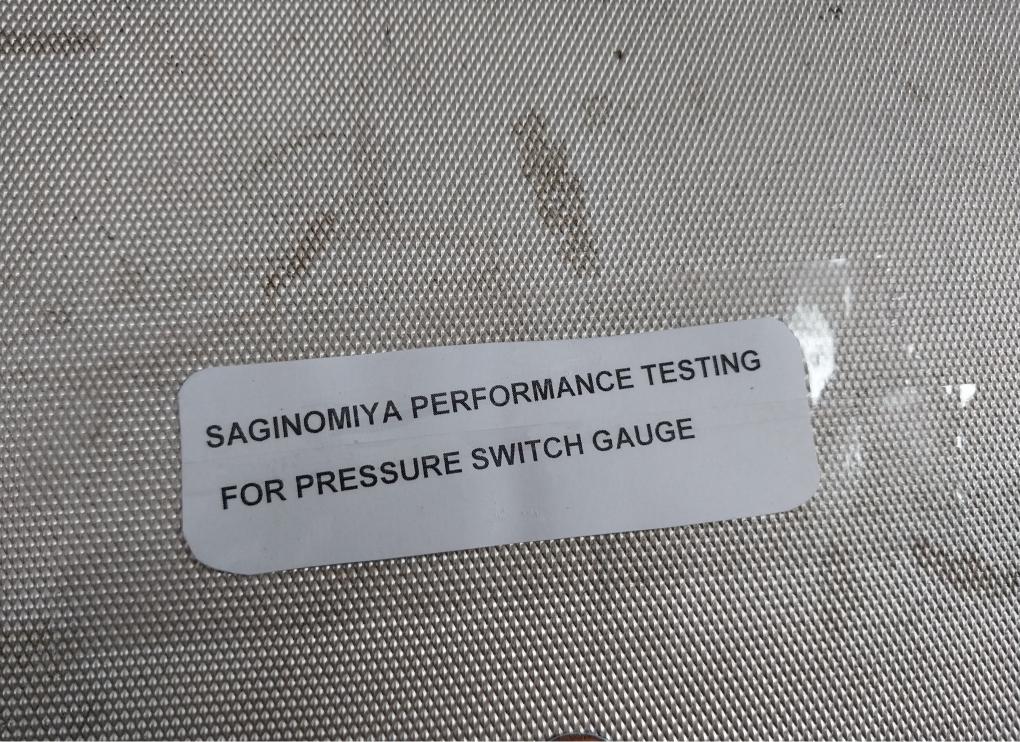 SAGINOMIYA PERFORMANCE TESTING
FOR PRESSURE SWITCH GAUGE